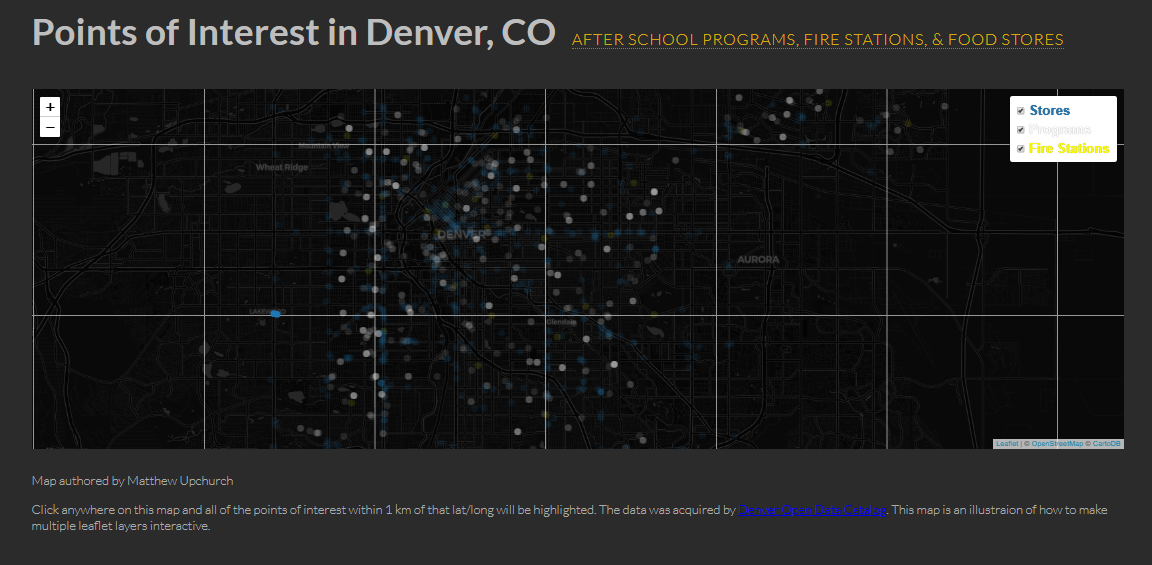 Points of Interest in Denver, CO AFTER SCHOOL PROGRAMS, FIRE STATIONS, & FOOD STORES
+
−
Stores
Programs
Fire Stations
Mountain View
Wheat Ridge
DENVER
AURORA
LAKEWOOD
Glendale
Leaflet | © OpenStreetMap © CartoDB
Map authored by Matthew Upchurch
Click anywhere on this map and all of the points of interest within 1 km of that lat/long will be highlighted. The data was acquired by Denver Open Data Catalog. This map is an illustraion of how to make
multiple leaflet layers interactive.